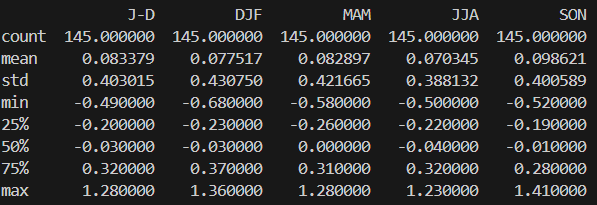 J-D DJF MAM JJA SON
count 145.000000 145.000000 145.000000 145.000000 145.000000
mean 0.083379 0.077517 0.082897 0.070345 0.098621
std 0.403015 0.430750 0.421665 0.388132 0.400589
min -0.490000 -0.680000 -0.580000 -0.500000 -0.520000
25% -0.200000 -0.230000 -0.260000 -0.220000 -0.190000
50% -0.030000 -0.030000 0.000000 -0.040000 -0.010000
75% 0.320000 0.370000 0.310000 0.320000 0.280000
max 1.280000 1.360000 1.280000 1.230000 1.410000